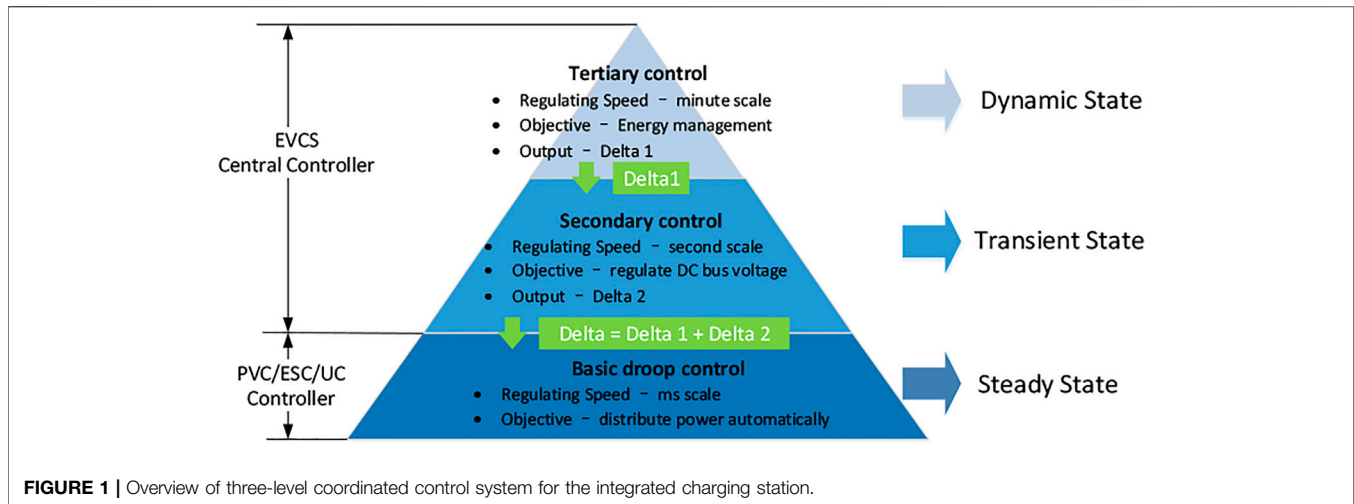 Tertiary control
• Regulating Speed – minute scale
• Objective – Energy management
• Output – Delta 1
Delta1
Dynamic State
EVCS
Central Controller
Secondary control
• Regulating Speed – second scale
• Objective – regulate DC bus voltage
• Output – Delta 2
Transient State
Delta = Delta 1 + Delta 2
PVC/ESC/UC
Controller
Basic droop control
• Regulating Speed – ms scale
• Objective – distribute power automatically
Steady State
FIGURE 1 | Overview of three-level coordinated control system for the integrated charging station.